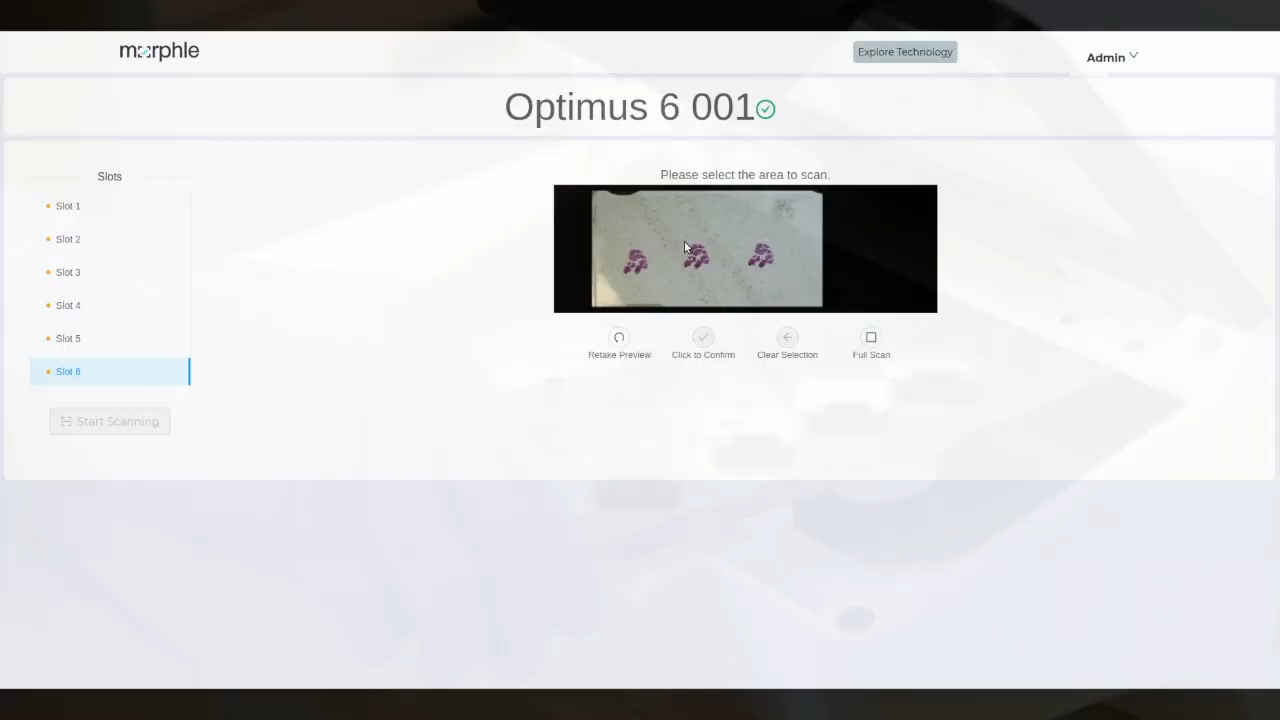 morphle
Explore Technology
Admin
Optimus 6 001
Slots
Please select the area to scan.
Slot 1
Slot 2
Slot 3
Slot 4
Slot 5
Slot 6
Retake Preview
Click to Confirm
Clear Selection
Full Scan
Start Scanning